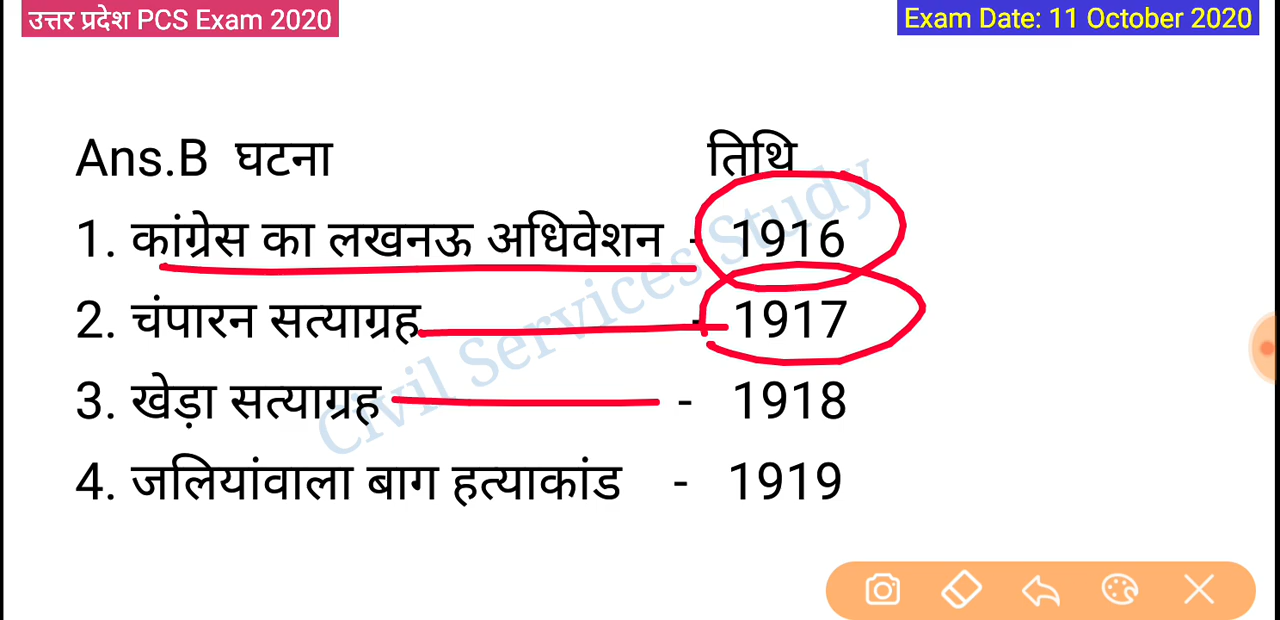 उत्तर प्रदेश PCS Exam 2020
Exam Date: 11 October 2020
Ans.B घटना तिथि
1. कांग्रेस का लखनऊ अधिवेशन - 1916
2. चंपारन सत्याग्रह - 1917
3. खेड़ा सत्याग्रह - 1918
4. जलियांवाला बाग हत्याकांड - 1919
Civil Services Study